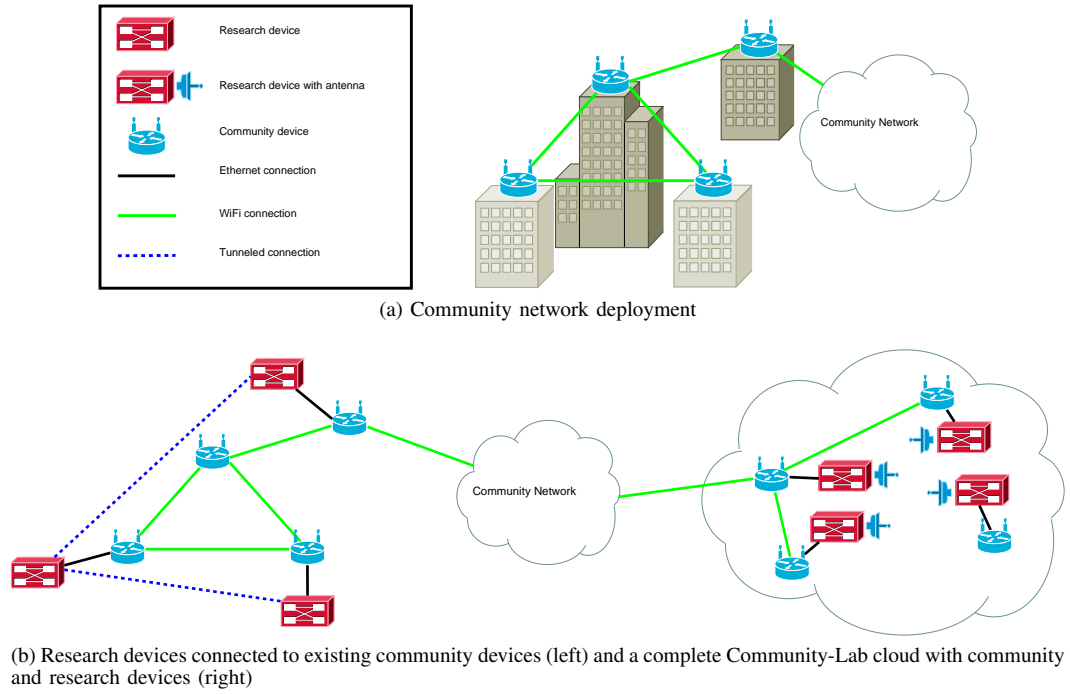 Research device
Research device with antenna
Community device
Ethernet connection
WiFi connection
Tunneled connection
Community Network
(a) Community network deployment
Community Network
(b) Research devices connected to existing community devices (left) and a complete Community-Lab cloud with community
and research devices (right)